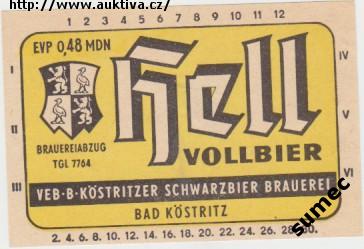 http://www.auktiva.cz/
1 2 3 4 5 6 7 8 9 10 11 12
EVP 0,48 MDN
I
IV
Hell
II
V
BRAUEREIABZUG
TGL 7764
VOLLBIER
III
VI
VEB-B-KÖSTRITZER SCHWARZBIER BRAUEREI
BAD KÖSTRITZ
2. 4. 6. 8. 10. 12. 14. 16. 18. 20. 22. 24. 26. 28. 30.
sumec